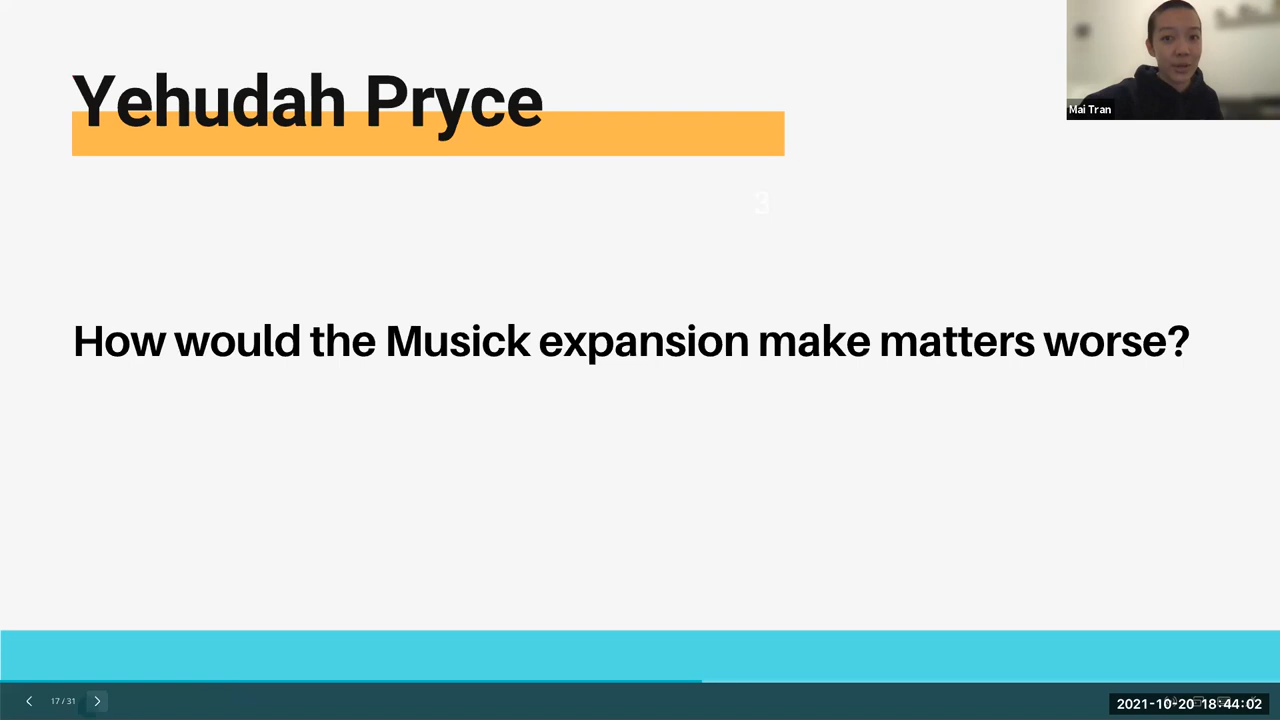 Yehudah Pryce
Mai Tran
3
How would the Musick expansion make matters worse?
17 / 31
2021-10-20 18:44:02